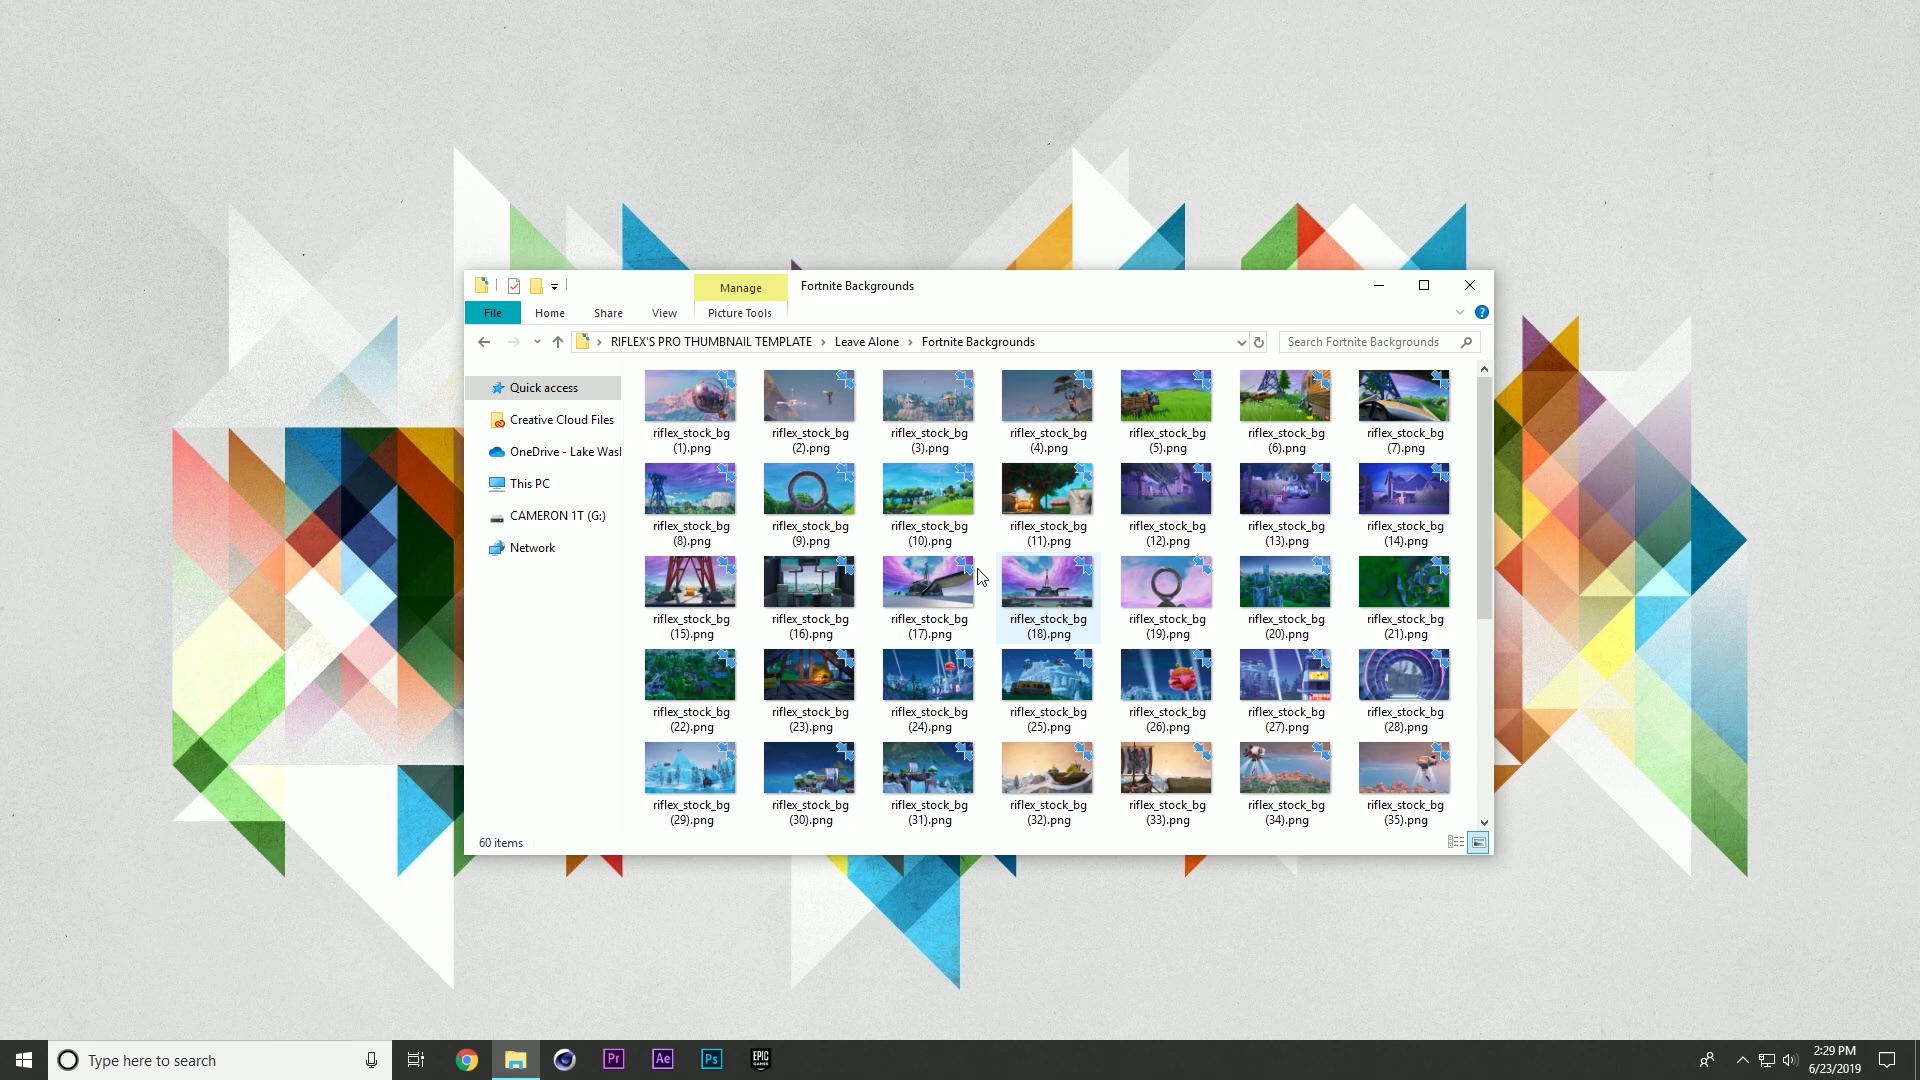 Manage
Fortnite Backgrounds
File
Home
Share
View
Picture Tools
RIFLEX'S PRO THUMBNAIL TEMPLATE
Leave Alone
Fortnite Backgrounds
Search Fortnite Backgrounds
Quick access
Creative Cloud Files
OneDrive - Lake Wasl
This PC
CAMERON 1T (G:)
Network
riflex_stock_bg
(1).png
riflex_stock_bg
(2).png
riflex_stock_bg
(3).png
riflex_stock_bg
(4).png
riflex_stock_bg
(5).png
riflex_stock_bg
(6).png
riflex_stock_bg
(7).png
riflex_stock_bg
(8).png
riflex_stock_bg
(9).png
riflex_stock_bg
(10).png
riflex_stock_bg
(11).png
riflex_stock_bg
(12).png
riflex_stock_bg
(13).png
riflex_stock_bg
(14).png
riflex_stock_bg
(15).png
riflex_stock_bg
(16).png
riflex_stock_bg
(17).png
riflex_stock_bg
(18).png
riflex_stock_bg
(19).png
riflex_stock_bg
(20).png
riflex_stock_bg
(21).png
riflex_stock_bg
(22).png
riflex_stock_bg
(23).png
riflex_stock_bg
(24).png
riflex_stock_bg
(25).png
riflex_stock_bg
(26).png
riflex_stock_bg
(27).png
riflex_stock_bg
(28).png
riflex_stock_bg
(29).png
riflex_stock_bg
(30).png
riflex_stock_bg
(31).png
riflex_stock_bg
(32).png
riflex_stock_bg
(33).png
riflex_stock_bg
(34).png
riflex_stock_bg
(35).png
60 items
Type here to search
Pr
Ae
Ps
EPIC
GAMES
2:29 PM
6/23/2019